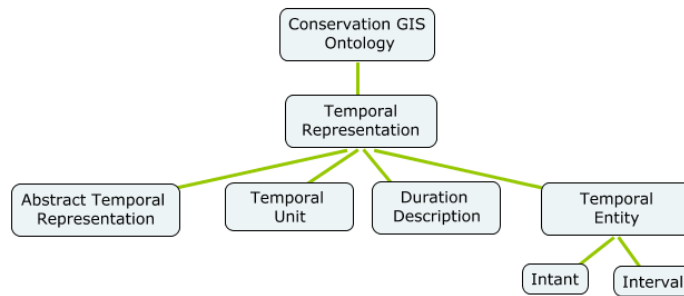 Conservation GIS
Ontology
Temporal
Representation
Abstract Temporal
Representation
Temporal
Unit
Duration
Description
Temporal
Entity
Intant
Interval